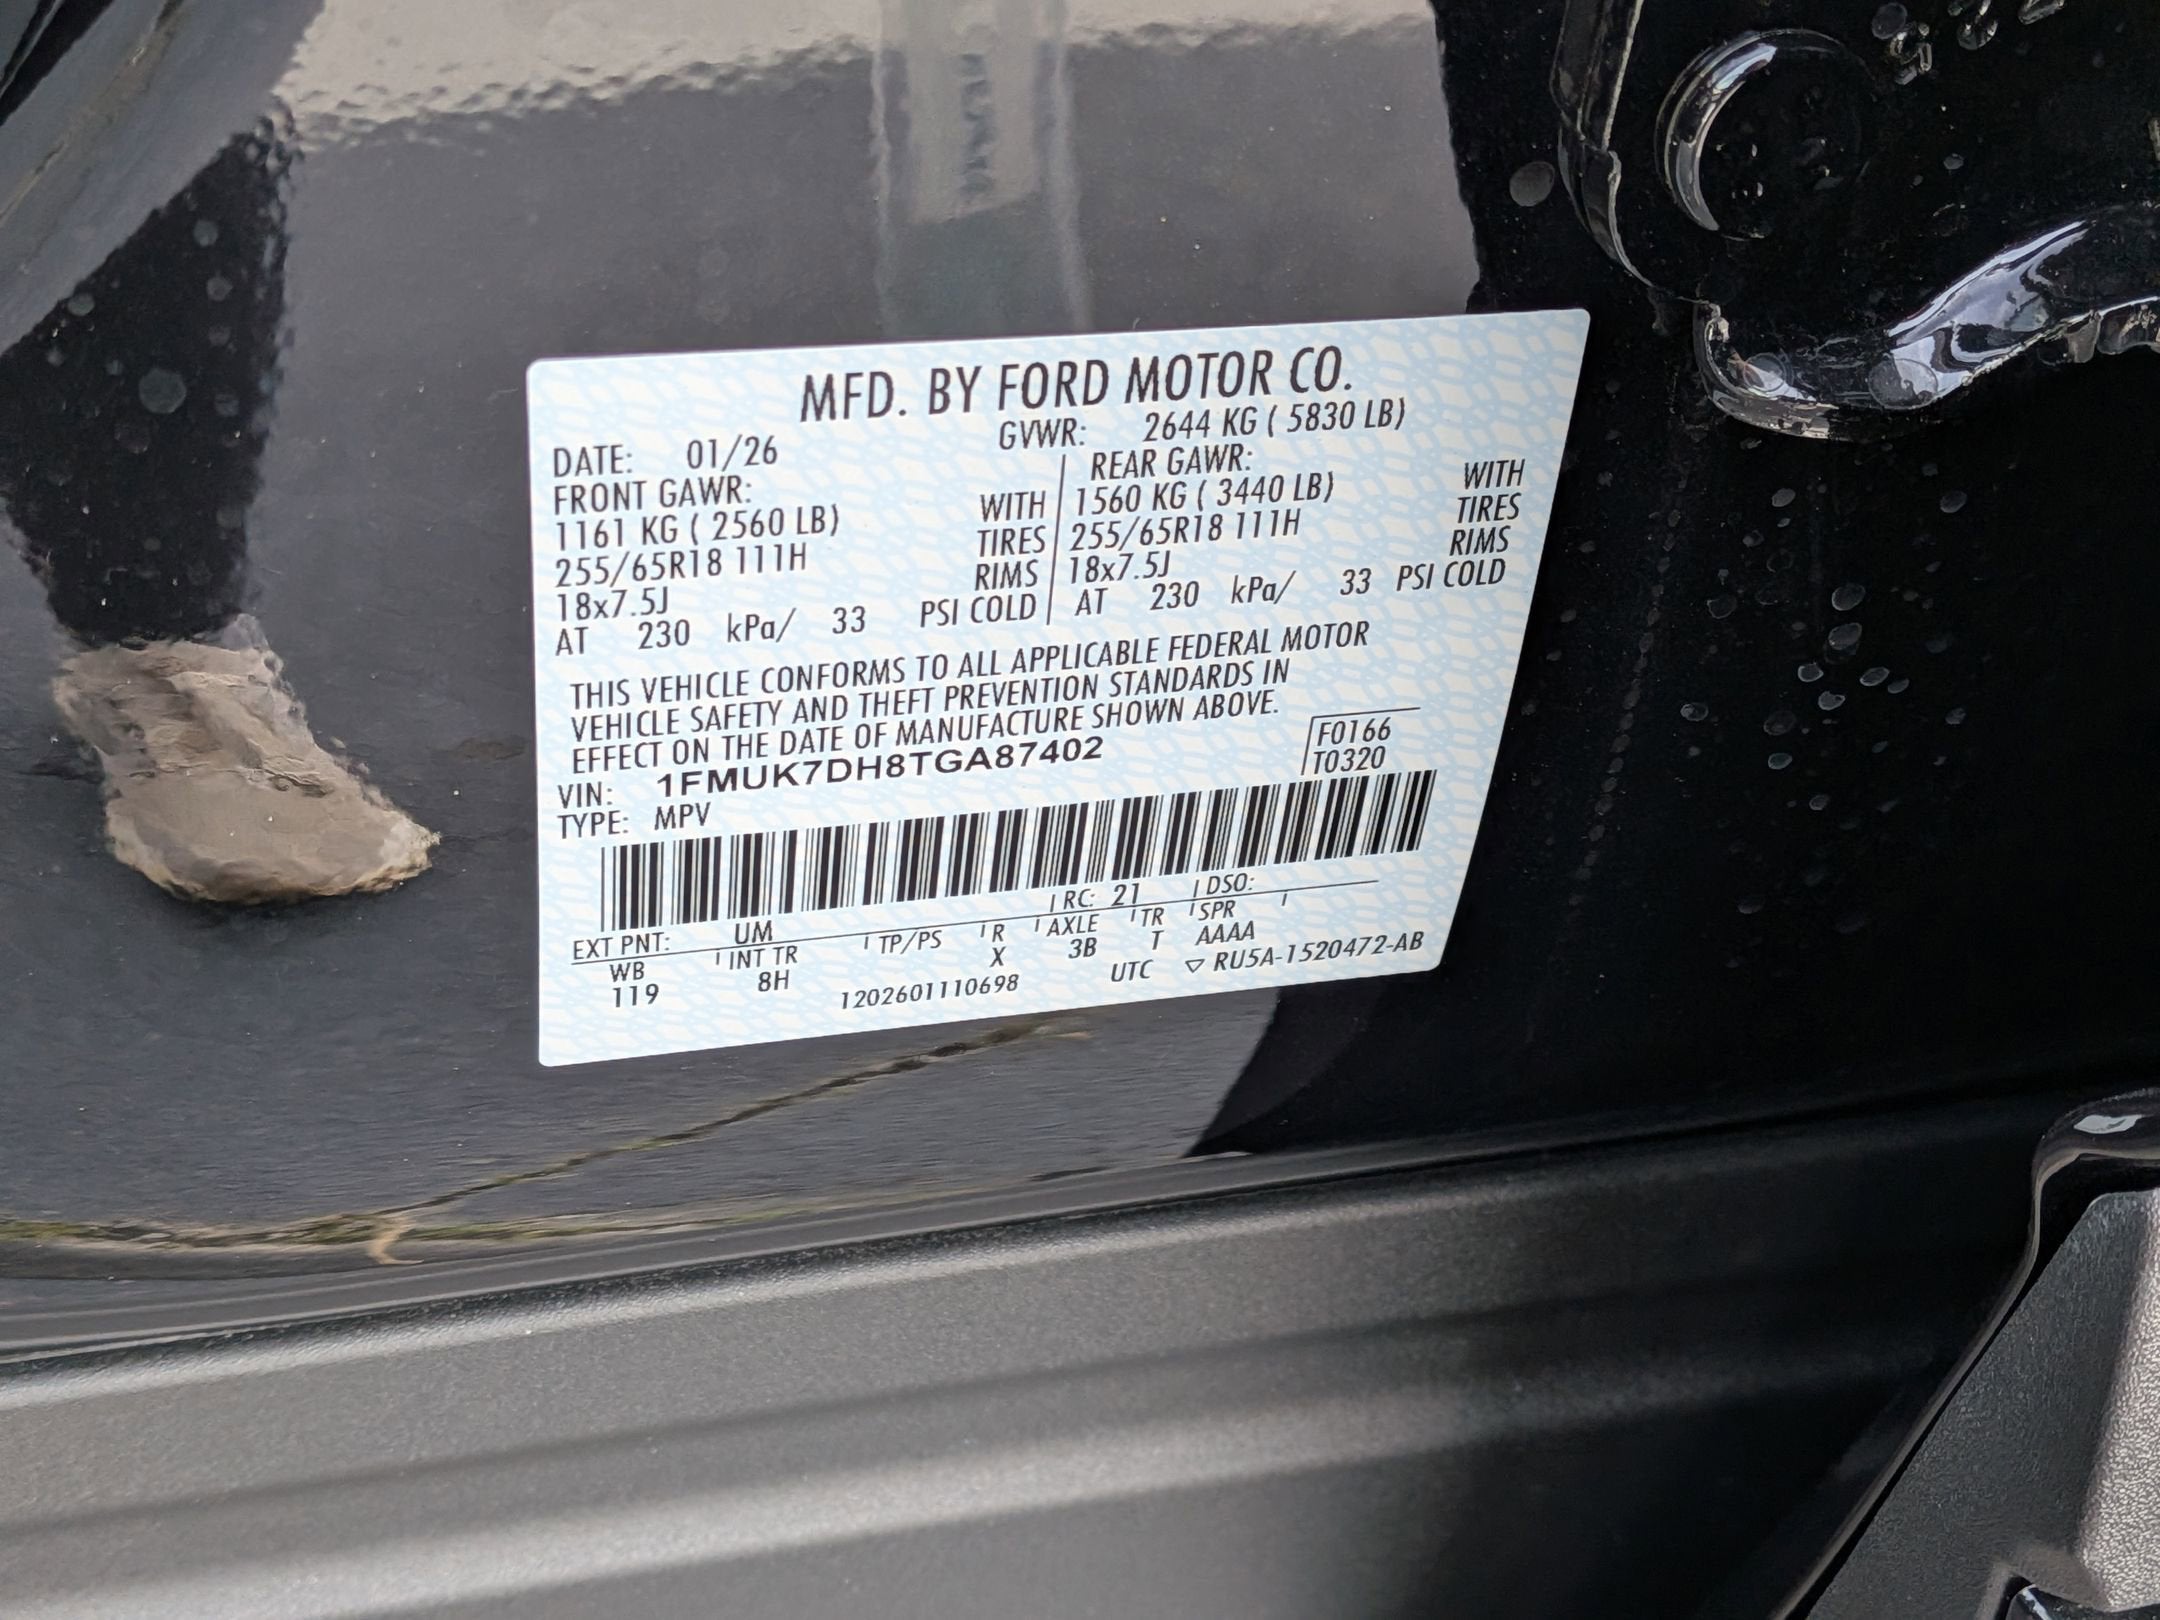 MFD. BY FORD MOTOR CO.
DATE: 01/26 GVWR: 2644 KG ( 5830 LB)
FRONT GAWR: REAR GAWR:
1161 KG ( 2560 LB) WITH 1560 KG ( 3440 LB) WITH
255/65R18 111H TIRES 255/65R18 111H TIRES
18x7.5J RIMS 18x7.5J RIMS
AT 230 kPa/ 33 PSI COLD AT 230 kPa/ 33 PSI COLD
THIS VEHICLE CONFORMS TO ALL APPLICABLE FEDERAL MOTOR
VEHICLE SAFETY AND THEFT PREVENTION STANDARDS IN
EFFECT ON THE DATE OF MANUFACTURE SHOWN ABOVE.
VIN: 1FMUK7DH8TGA87402 F0166
TYPE: MPV T0320
EXT PNT: UM RC: 21 DSO:
WB INT TR TP/PS R AXLE TR SPR
119 8H X 3B T AAAA
1202601110698 UTC ▽ RU5A-1520472-AB